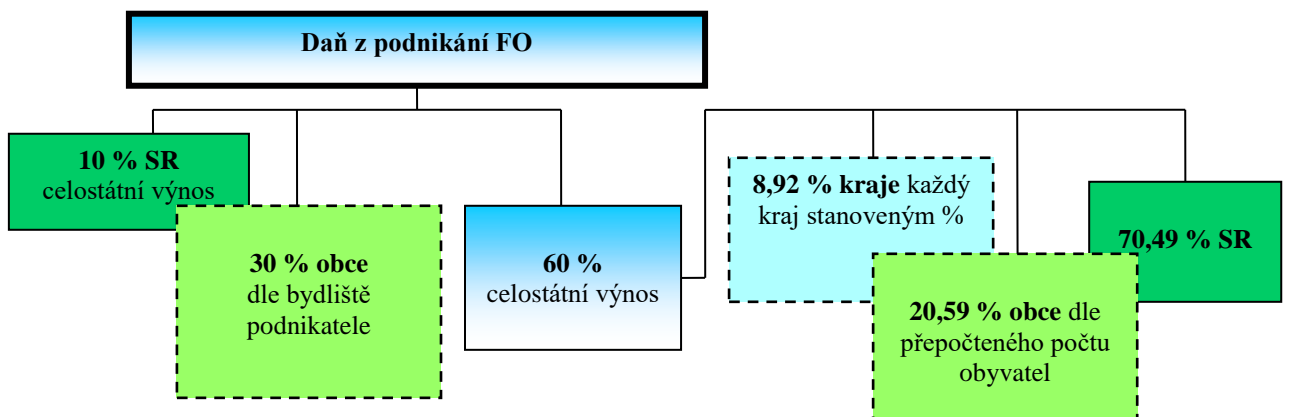 Daň z podnikání FO
10 % SR
celostátní výnos
30 % obce
dle bydliště
podnikatele
60 %
celostátní výnos
8,92 % kraje každý
kraj stanoveným %
20,59 % obce dle
přepočteného počtu
obyvatel
70,49 % SR